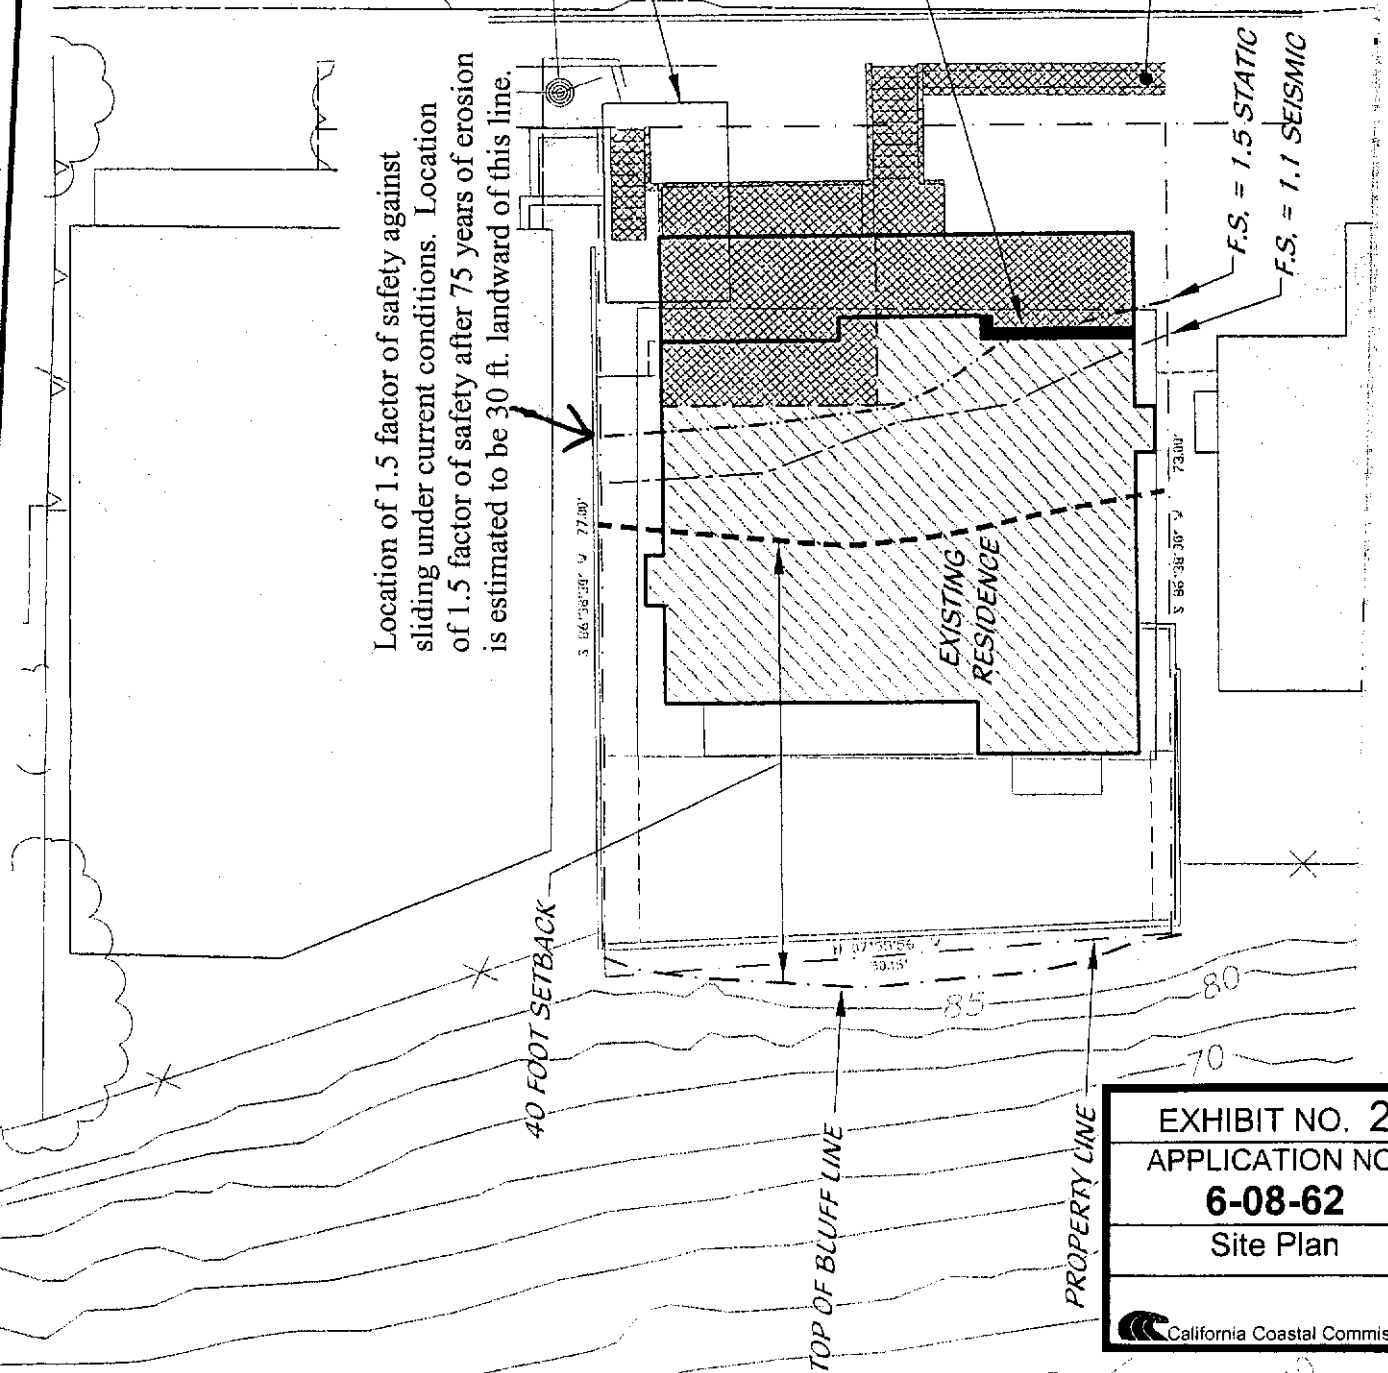 Location of 1.5 factor of safety against
sliding under current conditions. Location
of 1.5 factor of safety after 75 years of erosion
is estimated to be 30 ft. landward of this line.
F.S. = 1.5 STATIC
F.S. = 1.1 SEISMIC
77.00'
73.00'
EXISTING
RESIDENCE
40 FOOT SETBACK
TOP OF BLUFF LINE
PROPERTY LINE
85
80
70
EXHIBIT NO. 2
APPLICATION NO
6-08-62
Site Plan
California Coastal Commis